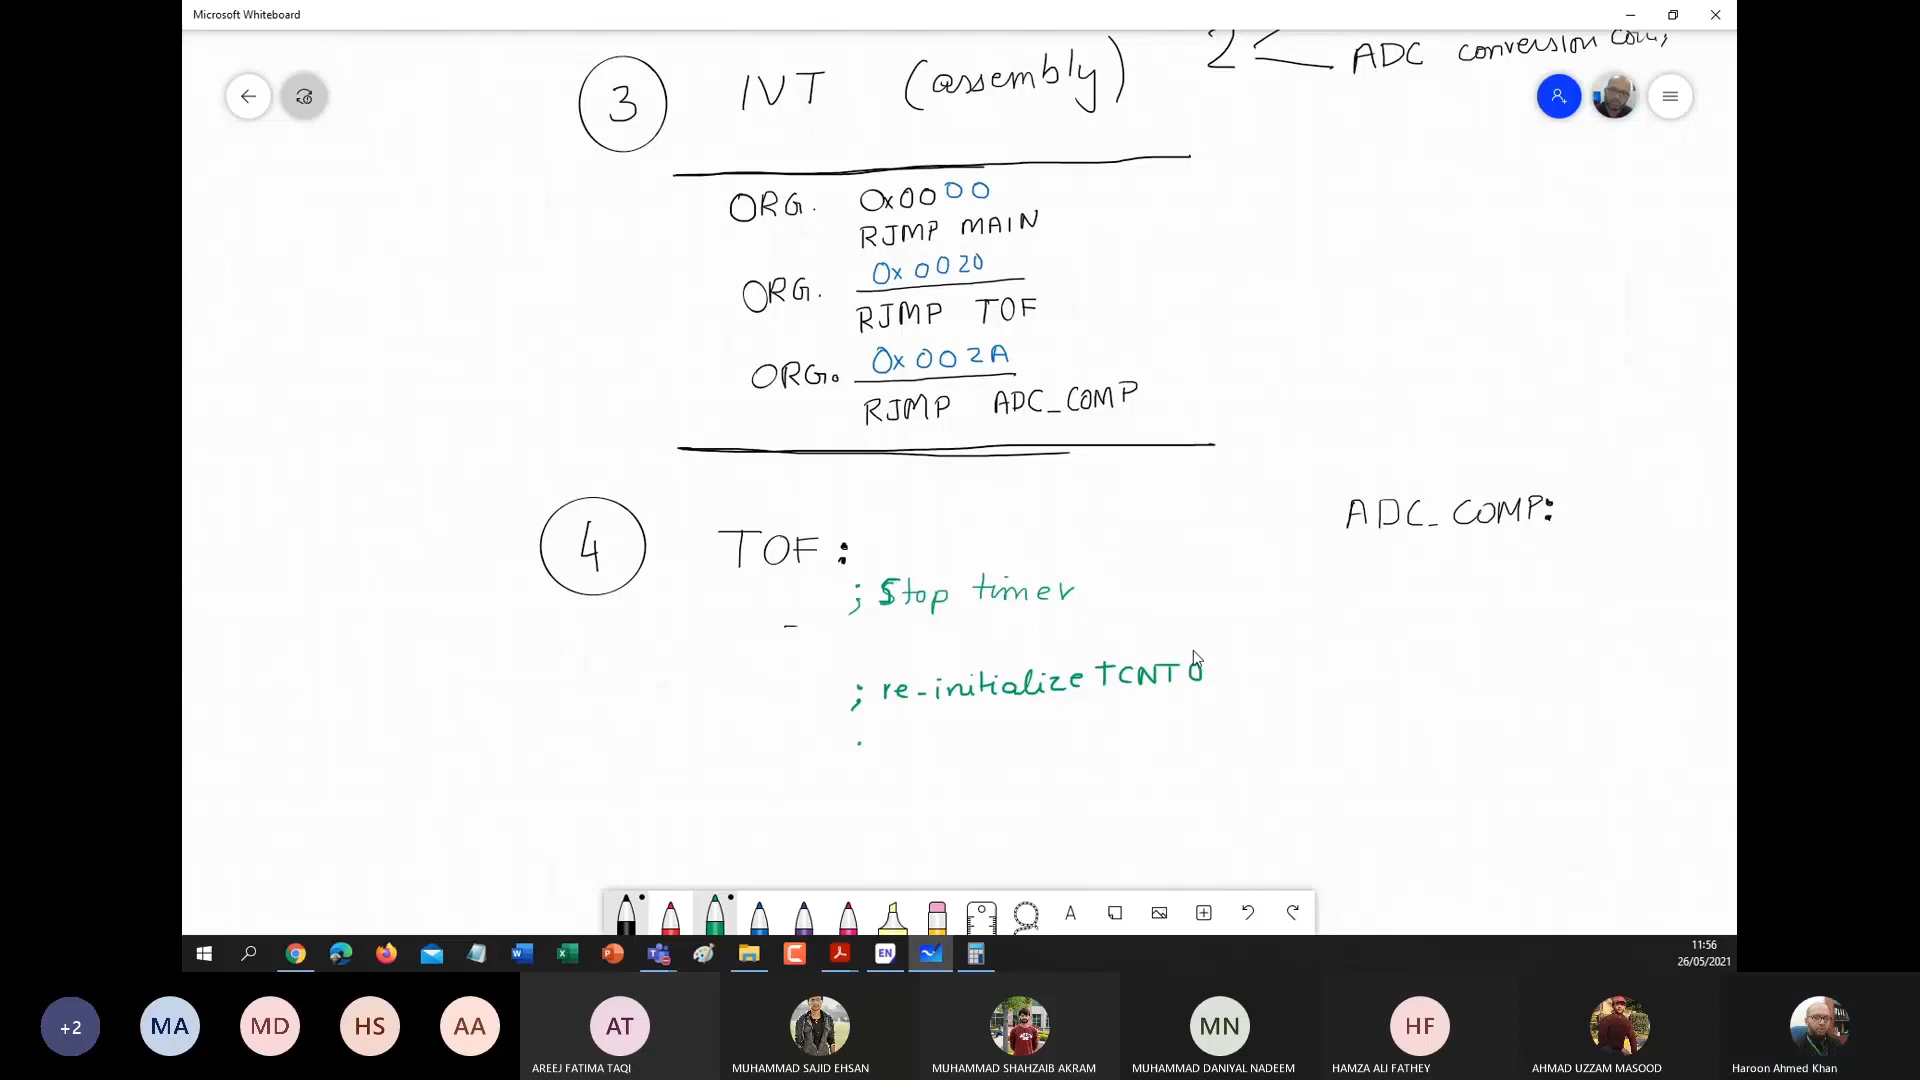 Microsoft Whiteboard
2 ADC conversion
3 IVT (assembly)
ORG. 0x0000
RJMP MAIN
ORG. 0x0020
RJMP TOF
ORG. 0x002A
RJMP ADC_COMP
4 TOF:
ADC_COMP:
; Stop timer
; re-initialize TCNT0
A
EN
11:56
26/05/2021
+2
MA
MD
HS
AA
AT
MN
HF
AREEJ FATIMA TAQI
MUHAMMAD SAJID EHSAN
MUHAMMAD SHAHZAIB AKRAM
MUHAMMAD DANIYAL NADEEM
HAMZA ALI FATHEY
AHMAD UZZAM MASOOD
Haroon Ahmed Khan